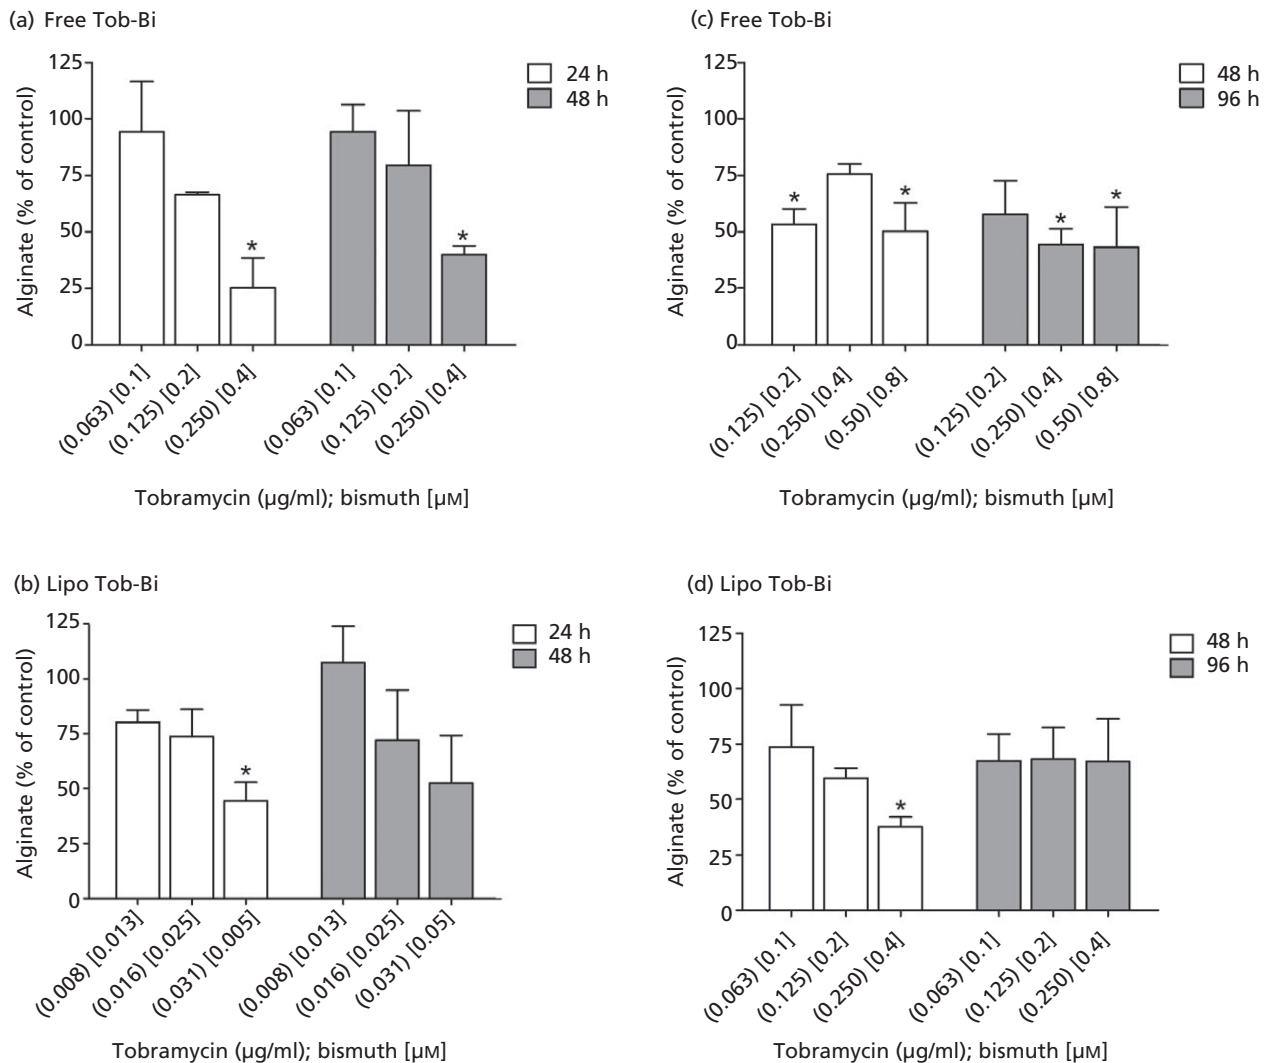 (a) Free Tob-Bi
Alginate (% of control)
125
100
75
50
25
0
*
*
24 h
48 h
(0.063) [0.1]
(0.125) [0.2]
(0.250) [0.4]
(0.063) [0.1]
(0.125) [0.2]
(0.250) [0.4]
Tobramycin (µg/ml); bismuth [µM]
(c) Free Tob-Bi
Alginate (% of control)
125
100
75
50
25
0
*
*
*
*
48 h
96 h
(0.125) [0.2]
(0.250) [0.4]
(0.50) [0.8]
(0.125) [0.2]
(0.250) [0.4]
(0.50) [0.8]
Tobramycin (µg/ml); bismuth [µM]
(b) Lipo Tob-Bi
Alginate (% of control)
125
100
75
50
25
0
*
24 h
48 h
(0.008) [0.013]
(0.016) [0.025]
(0.031) [0.005]
(0.008) [0.013]
(0.016) [0.025]
(0.031) [0.05]
Tobramycin (µg/ml); bismuth [µM]
(d) Lipo Tob-Bi
Alginate (% of control)
125
100
75
50
25
0
*
48 h
96 h
(0.063) [0.1]
(0.125) [0.2]
(0.250) [0.4]
(0.063) [0.1]
(0.125) [0.2]
(0.250) [0.4]
Tobramycin (µg/ml); bismuth [µM]